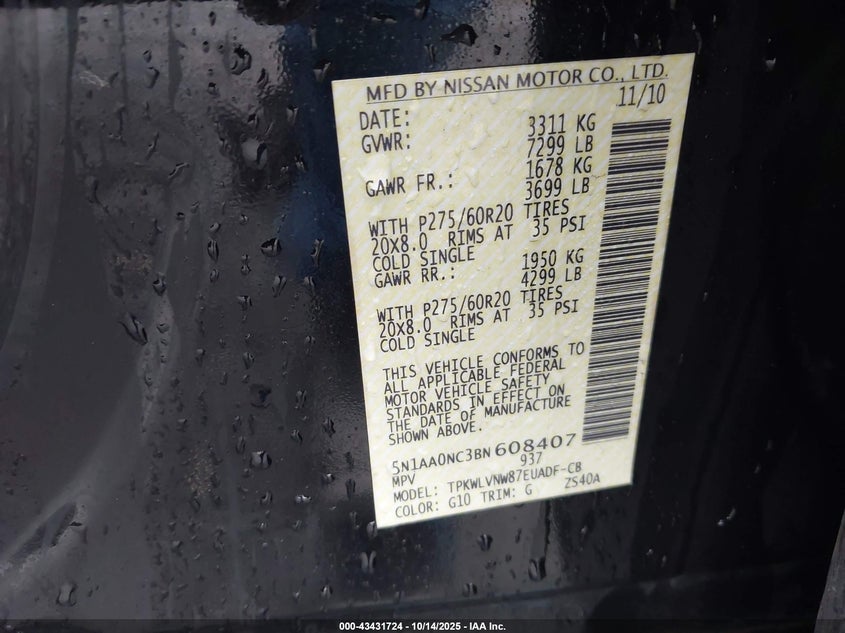 MFD BY NISSAN MOTOR CO., LTD.
DATE: 11/10
GVWR: 3311 KG
7299 LB
GAWR FR.: 1678 KG
3699 LB
WITH P275/60R20 TIRES
20X8.0 RIMS AT 35 PSI
COLD SINGLE
GAWR RR.: 1950 KG
4299 LB
WITH P275/60R20 TIRES
20X8.0 RIMS AT 35 PSI
COLD SINGLE
THIS VEHICLE CONFORMS TO
ALL APPLICABLE FEDERAL
MOTOR VEHICLE SAFETY
STANDARDS IN EFFECT ON
THE DATE OF MANUFACTURE
SHOWN ABOVE.
5N1AA0NC3BN608407
MPV 937
MODEL: TPKWLVNW87EUADF-CB
COLOR: G10 TRIM: G ZS40A
000-43431724 - 10/14/2025 - IAA Inc.